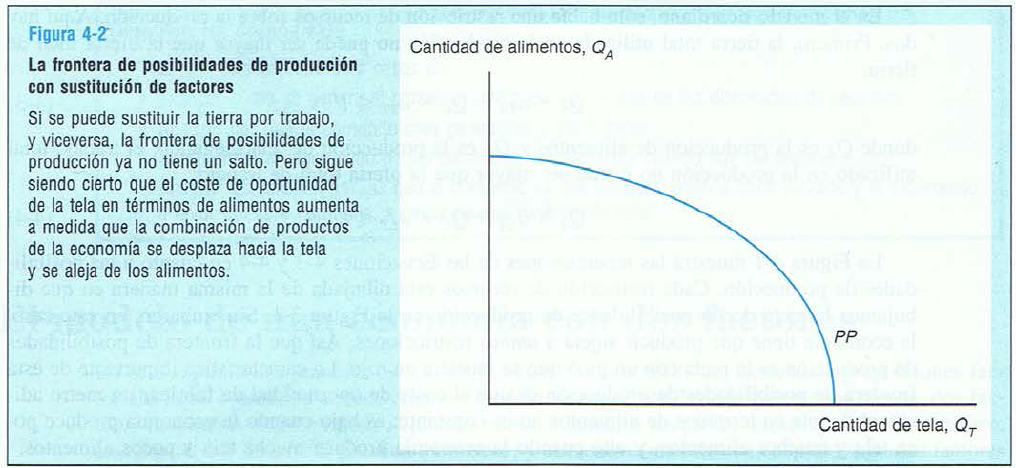 Figura 4-2
La frontera de posibilidades de producción
con sustitución de factores
Si se puede sustituir la tierra por trabajo,
y viceversa, la frontera de posibilidades de
producción ya no tiene un salto. Pero sigue
siendo cierto que el coste de oportunidad
de la tela en términos de alimentos aumenta
a medida que la combinación de productos
de la economía se desplaza hacia la tela
y se aleja de los alimentos.
Cantidad de alimentos, Q_A
PP
Cantidad de tela, Q_T